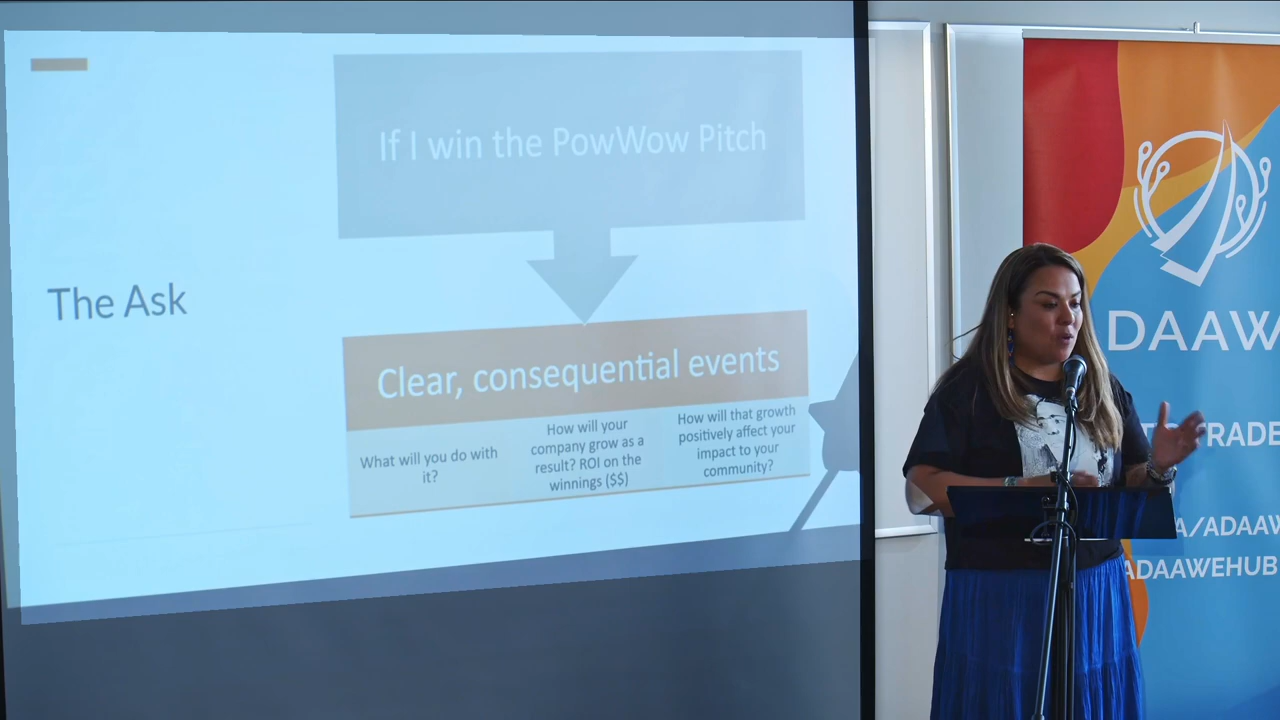 If I win the PowWow Pitch
The Ask
Clear, consequential events
What will you do with
it?
How will your
company grow as a
result? ROI on the
winnings ($$)
How will that growth
positively affect your
impact to your
community?
DAAW
TRADE
A/ADAAW
ADAAWEHUB